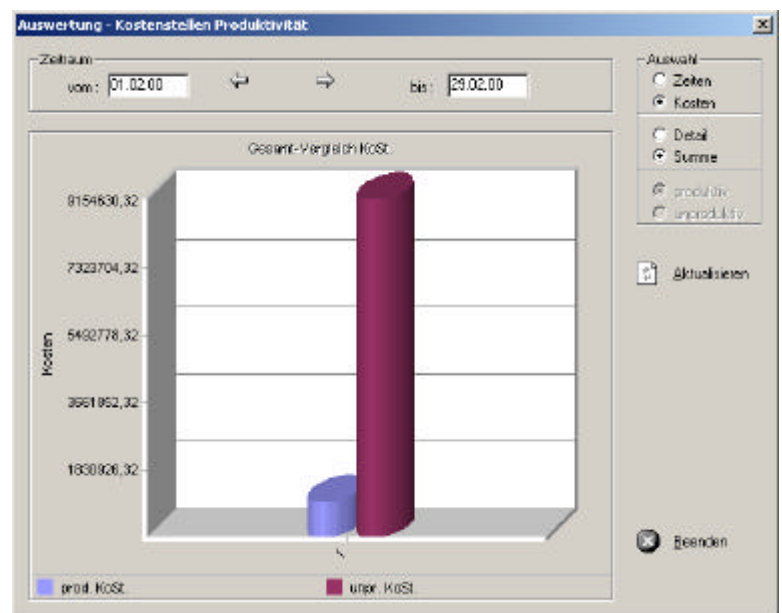 Auswertung - Kostenstellen Produktivität
Zeitraum
vom: 01.02.00
bis: 29.02.00
Auswahl
Zeiten
Kosten
Detail
Summe
produktiv
unproduktiv
Aktualisieren
Beenden
Gesamt-Vergleich KoSt.
Kosten
9154630,32
7323704,32
5492778,32
3661852,32
1830926,32
prod. KoSt.
unpr. KoSt.